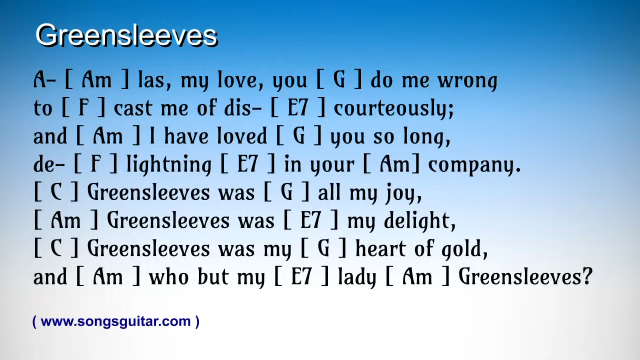 Greensleeves
A- [ Am ] las, my love, you [ G ] do me wrong
to [ F ] cast me of dis- [ E7 ] courteously;
and [ Am ] I have loved [ G ] you so long,
de- [ F ] lightning [ E7 ] in your [ Am] company.
[ C ] Greensleeves was [ G ] all my joy,
[ Am ] Greensleeves was [ E7 ] my delight,
[ C ] Greensleeves was my [ G ] heart of gold,
and [ Am ] who but my [ E7 ] lady [ Am ] Greensleeves?
( www.songsguitar.com )